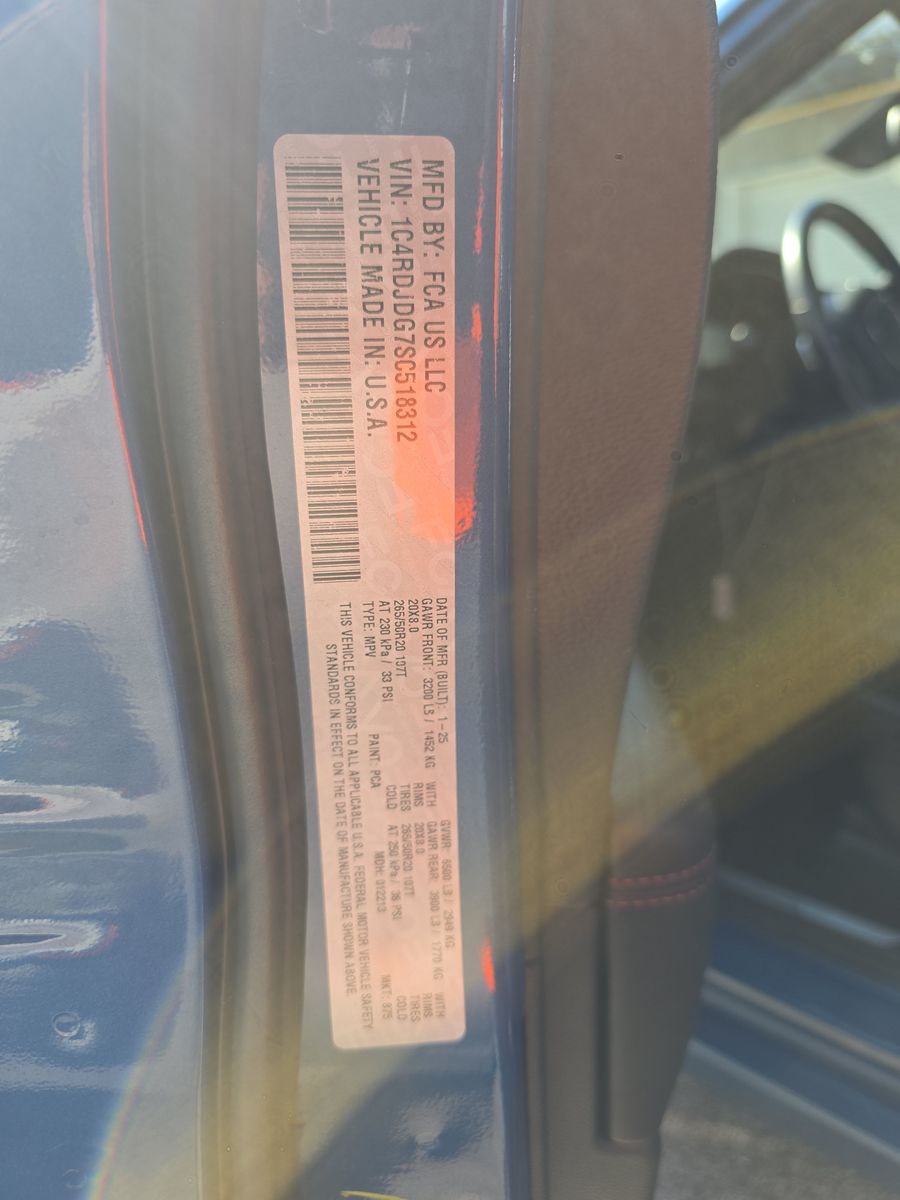 MFD BY: FCA US LLC
VIN: 1C4RDJDG7SC518312
VEHICLE MADE IN: U.S.A.
DATE OF MFR (BUILT): 1-25 GVWR: 6500 LB / 2949 KG
GAWR FRONT: 3200 LB / 1452 KG WITH GAWR REAR: 3900 LB / 1770 KG WITH
20X8.0 RIMS 20X8.0 RIMS
265/50R20 107T TIRES 265/50R20 107T TIRES
AT 230 kPa / 33 PSI COLD AT 250 kPa / 36 PSI COLD
TYPE: MPV PAINT: PCA MDH: 012213 MKT: 875
THIS VEHICLE CONFORMS TO ALL APPLICABLE U.S.A. FEDERAL MOTOR VEHICLE SAFETY
STANDARDS IN EFFECT ON THE DATE OF MANUFACTURE SHOWN ABOVE.